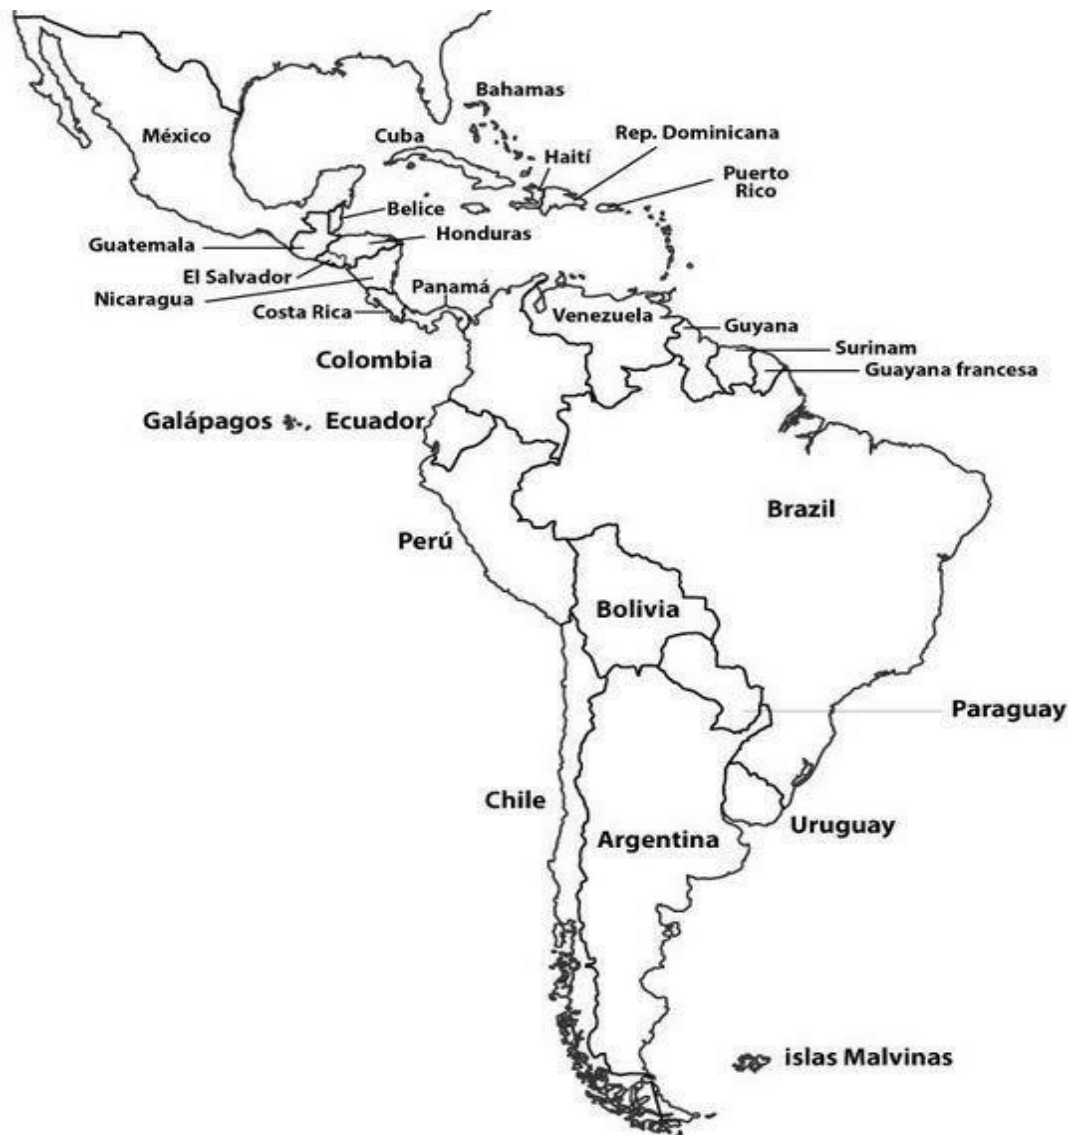 Bahamas
Cuba
Rep. Dominicana
México
Haití
Puerto
Rico
Belice
Honduras
Guatemala
El Salvador
Panamá
Nicaragua
Costa Rica
Venezuela
Guyana
Surinam
Colombia
Guayana francesa
Galápagos
Ecuador
Brazil
Perú
Bolivia
Paraguay
Chile
Uruguay
Argentina
islas Malvinas